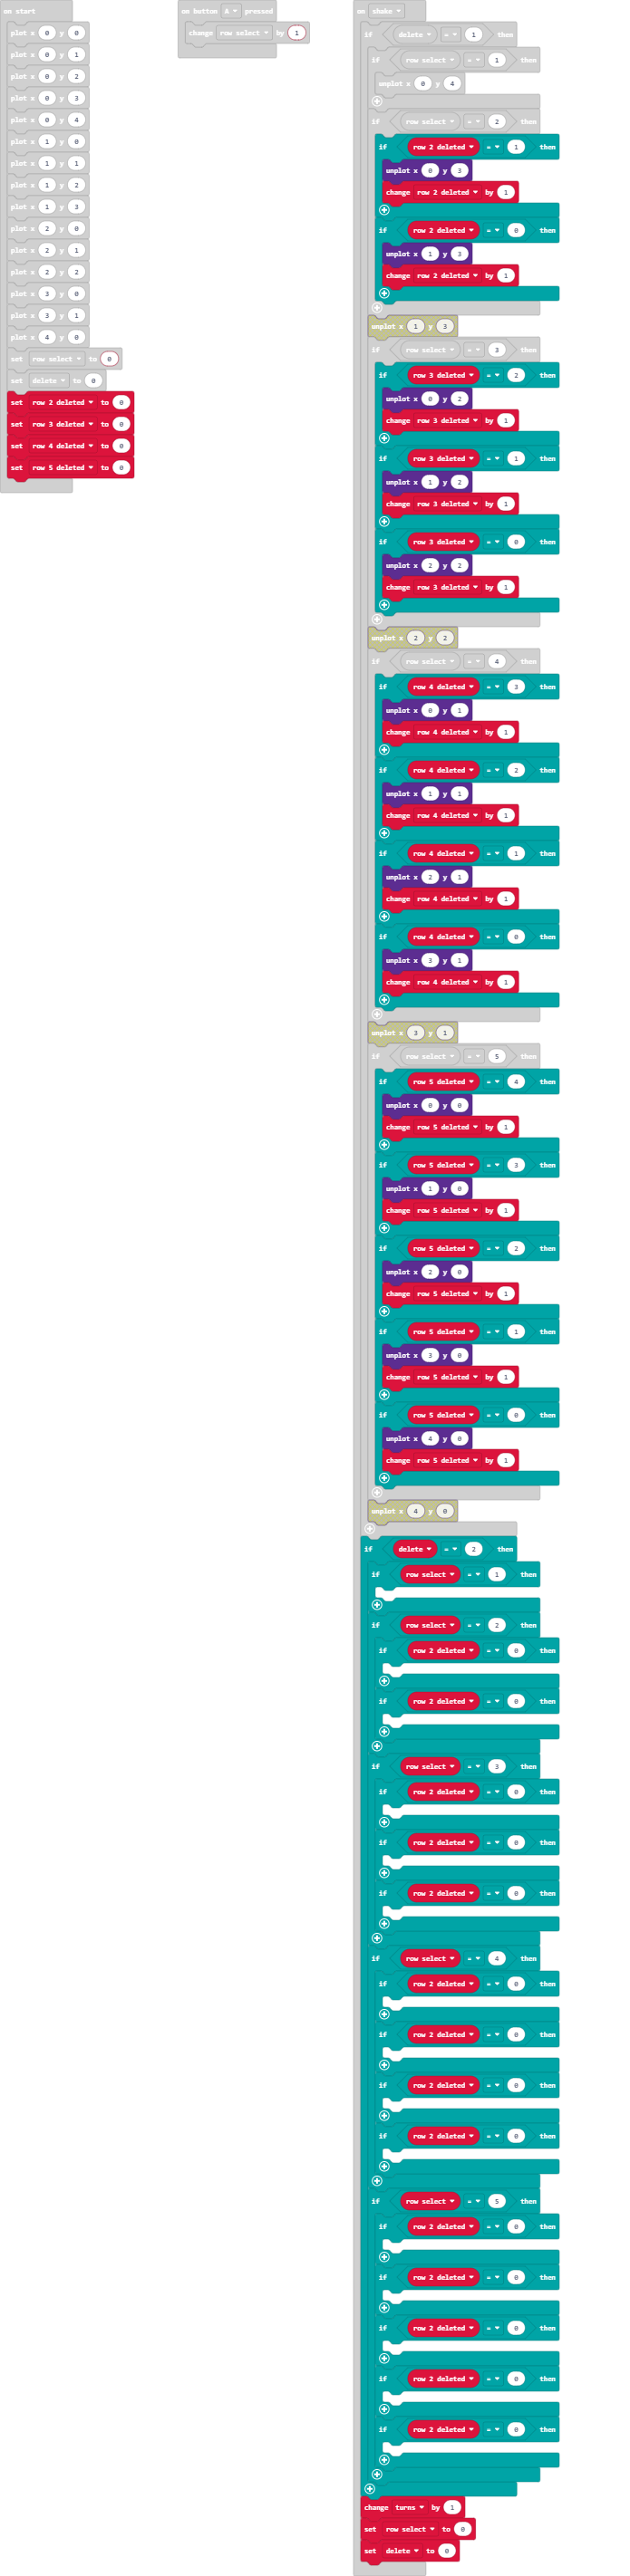 on start
plot x 0 y 0
plot x 0 y 1
plot x 0 y 2
plot x 0 y 3
plot x 0 y 4
plot x 1 y 0
plot x 1 y 1
plot x 1 y 2
plot x 1 y 3
plot x 2 y 0
plot x 2 y 1
plot x 2 y 2
plot x 3 y 0
plot x 3 y 1
plot x 4 y 0
set row select to 0
set delete to 0
set row 2 deleted to 0
set row 3 deleted to 0
set row 4 deleted to 0
set row 5 deleted to 0
on button A pressed
change row select by 1
on shake
if delete = 1 then
if row select = 1 then
unplot x 0 y 4
if row select = 2 then
if row 2 deleted = 1 then
unplot x 0 y 3
change row 2 deleted by 1
if row 2 deleted = 0 then
unplot x 1 y 3
change row 2 deleted by 1
unplot x 1 y 3
if row select = 3 then
if row 3 deleted = 2 then
unplot x 0 y 2
change row 3 deleted by 1
if row 3 deleted = 1 then
unplot x 1 y 2
change row 3 deleted by 1
if row 3 deleted = 0 then
unplot x 2 y 2
change row 3 deleted by 1
unplot x 2 y 2
if row select = 4 then
if row 4 deleted = 3 then
unplot x 0 y 1
change row 4 deleted by 1
if row 4 deleted = 2 then
unplot x 1 y 1
change row 4 deleted by 1
if row 4 deleted = 1 then
unplot x 2 y 1
change row 4 deleted by 1
if row 4 deleted = 0 then
unplot x 3 y 1
change row 4 deleted by 1
unplot x 3 y 1
if row select = 5 then
if row 5 deleted = 4 then
unplot x 0 y 0
change row 5 deleted by 1
if row 5 deleted = 3 then
unplot x 1 y 0
change row 5 deleted by 1
if row 5 deleted = 2 then
unplot x 2 y 0
change row 5 deleted by 1
if row 5 deleted = 1 then
unplot x 3 y 0
change row 5 deleted by 1
if row 5 deleted = 0 then
unplot x 4 y 0
change row 5 deleted by 1
unplot x 4 y 0
if delete = 2 then
if row select = 1 then
if row select = 2 then
if row 2 deleted = 0 then
if row 2 deleted = 0 then
if row select = 3 then
if row 2 deleted = 0 then
if row 2 deleted = 0 then
if row 2 deleted = 0 then
if row select = 4 then
if row 2 deleted = 0 then
if row 2 deleted = 0 then
if row 2 deleted = 0 then
if row 2 deleted = 0 then
if row select = 5 then
if row 2 deleted = 0 then
if row 2 deleted = 0 then
if row 2 deleted = 0 then
if row 2 deleted = 0 then
if row 2 deleted = 0 then
change turns by 1
set row select to 0
set delete to 0